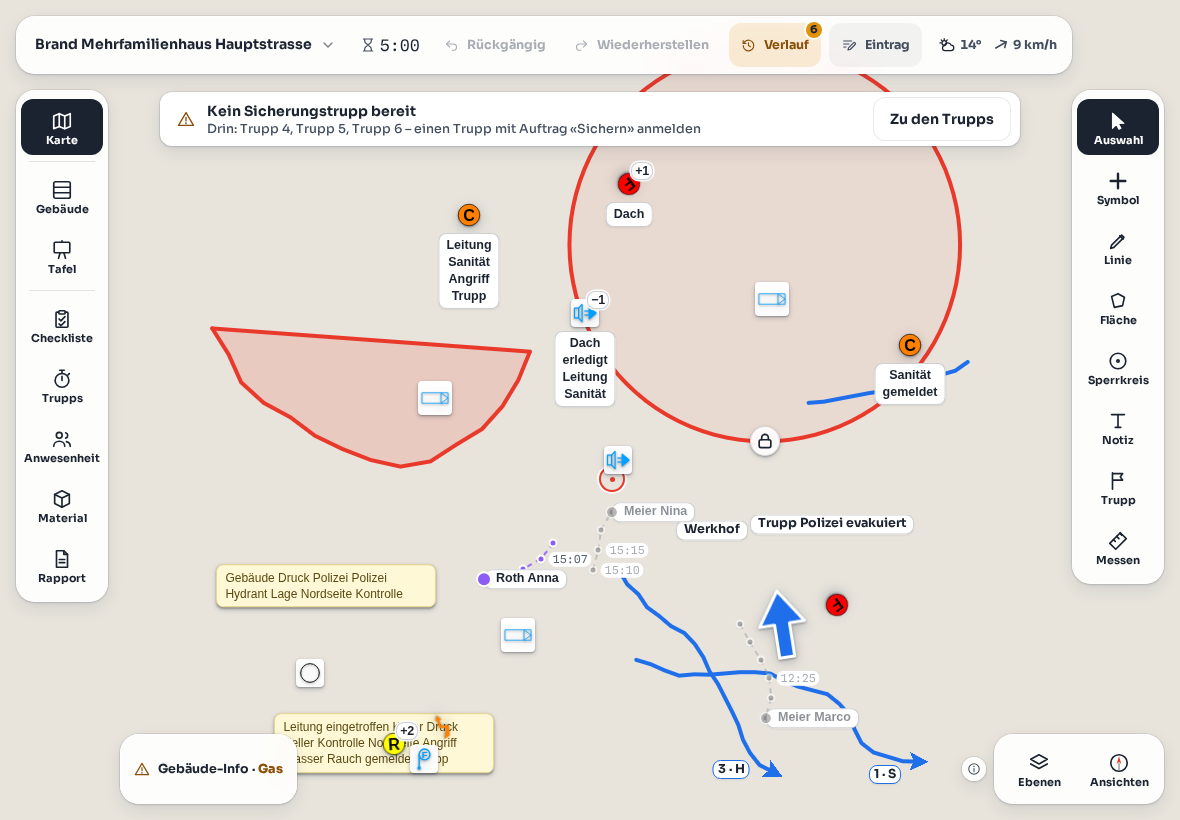 Brand Mehrfamilienhaus Hauptstrasse
5:00
Rückgängig
Wiederherstellen
Verlauf
6
Eintrag
14°
9 km/h
Kein Sicherungstrupp bereit
Drin: Trupp 4, Trupp 5, Trupp 6 – einen Trupp mit Auftrag «Sichern» anmelden
Zu den Trupps
Karte
Gebäude
Tafel
Checkliste
Trupps
Anwesenheit
Material
Rapport
Auswahl
Symbol
Linie
Fläche
Sperrkreis
Notiz
Trupp
Messen
+1
Dach
C
Leitung
Sanität
Angriff
Trupp
−1
Dach
erledigt
Leitung
Sanität
C
Sanität
gemeldet
Meier Nina
Werkhof
Trupp Polizei evakuiert
15:15
15:07
15:10
Roth Anna
Gebäude Druck Polizei Polizei
Hydrant Lage Nordseite Kontrolle
12:25
Meier Marco
Leitung eingetroffen
Druck
Kontrolle
Angriff
Rauch
+2
R
F
3 · H
1 · S
Gebäude-Info · Gas
Ebenen
Ansichten